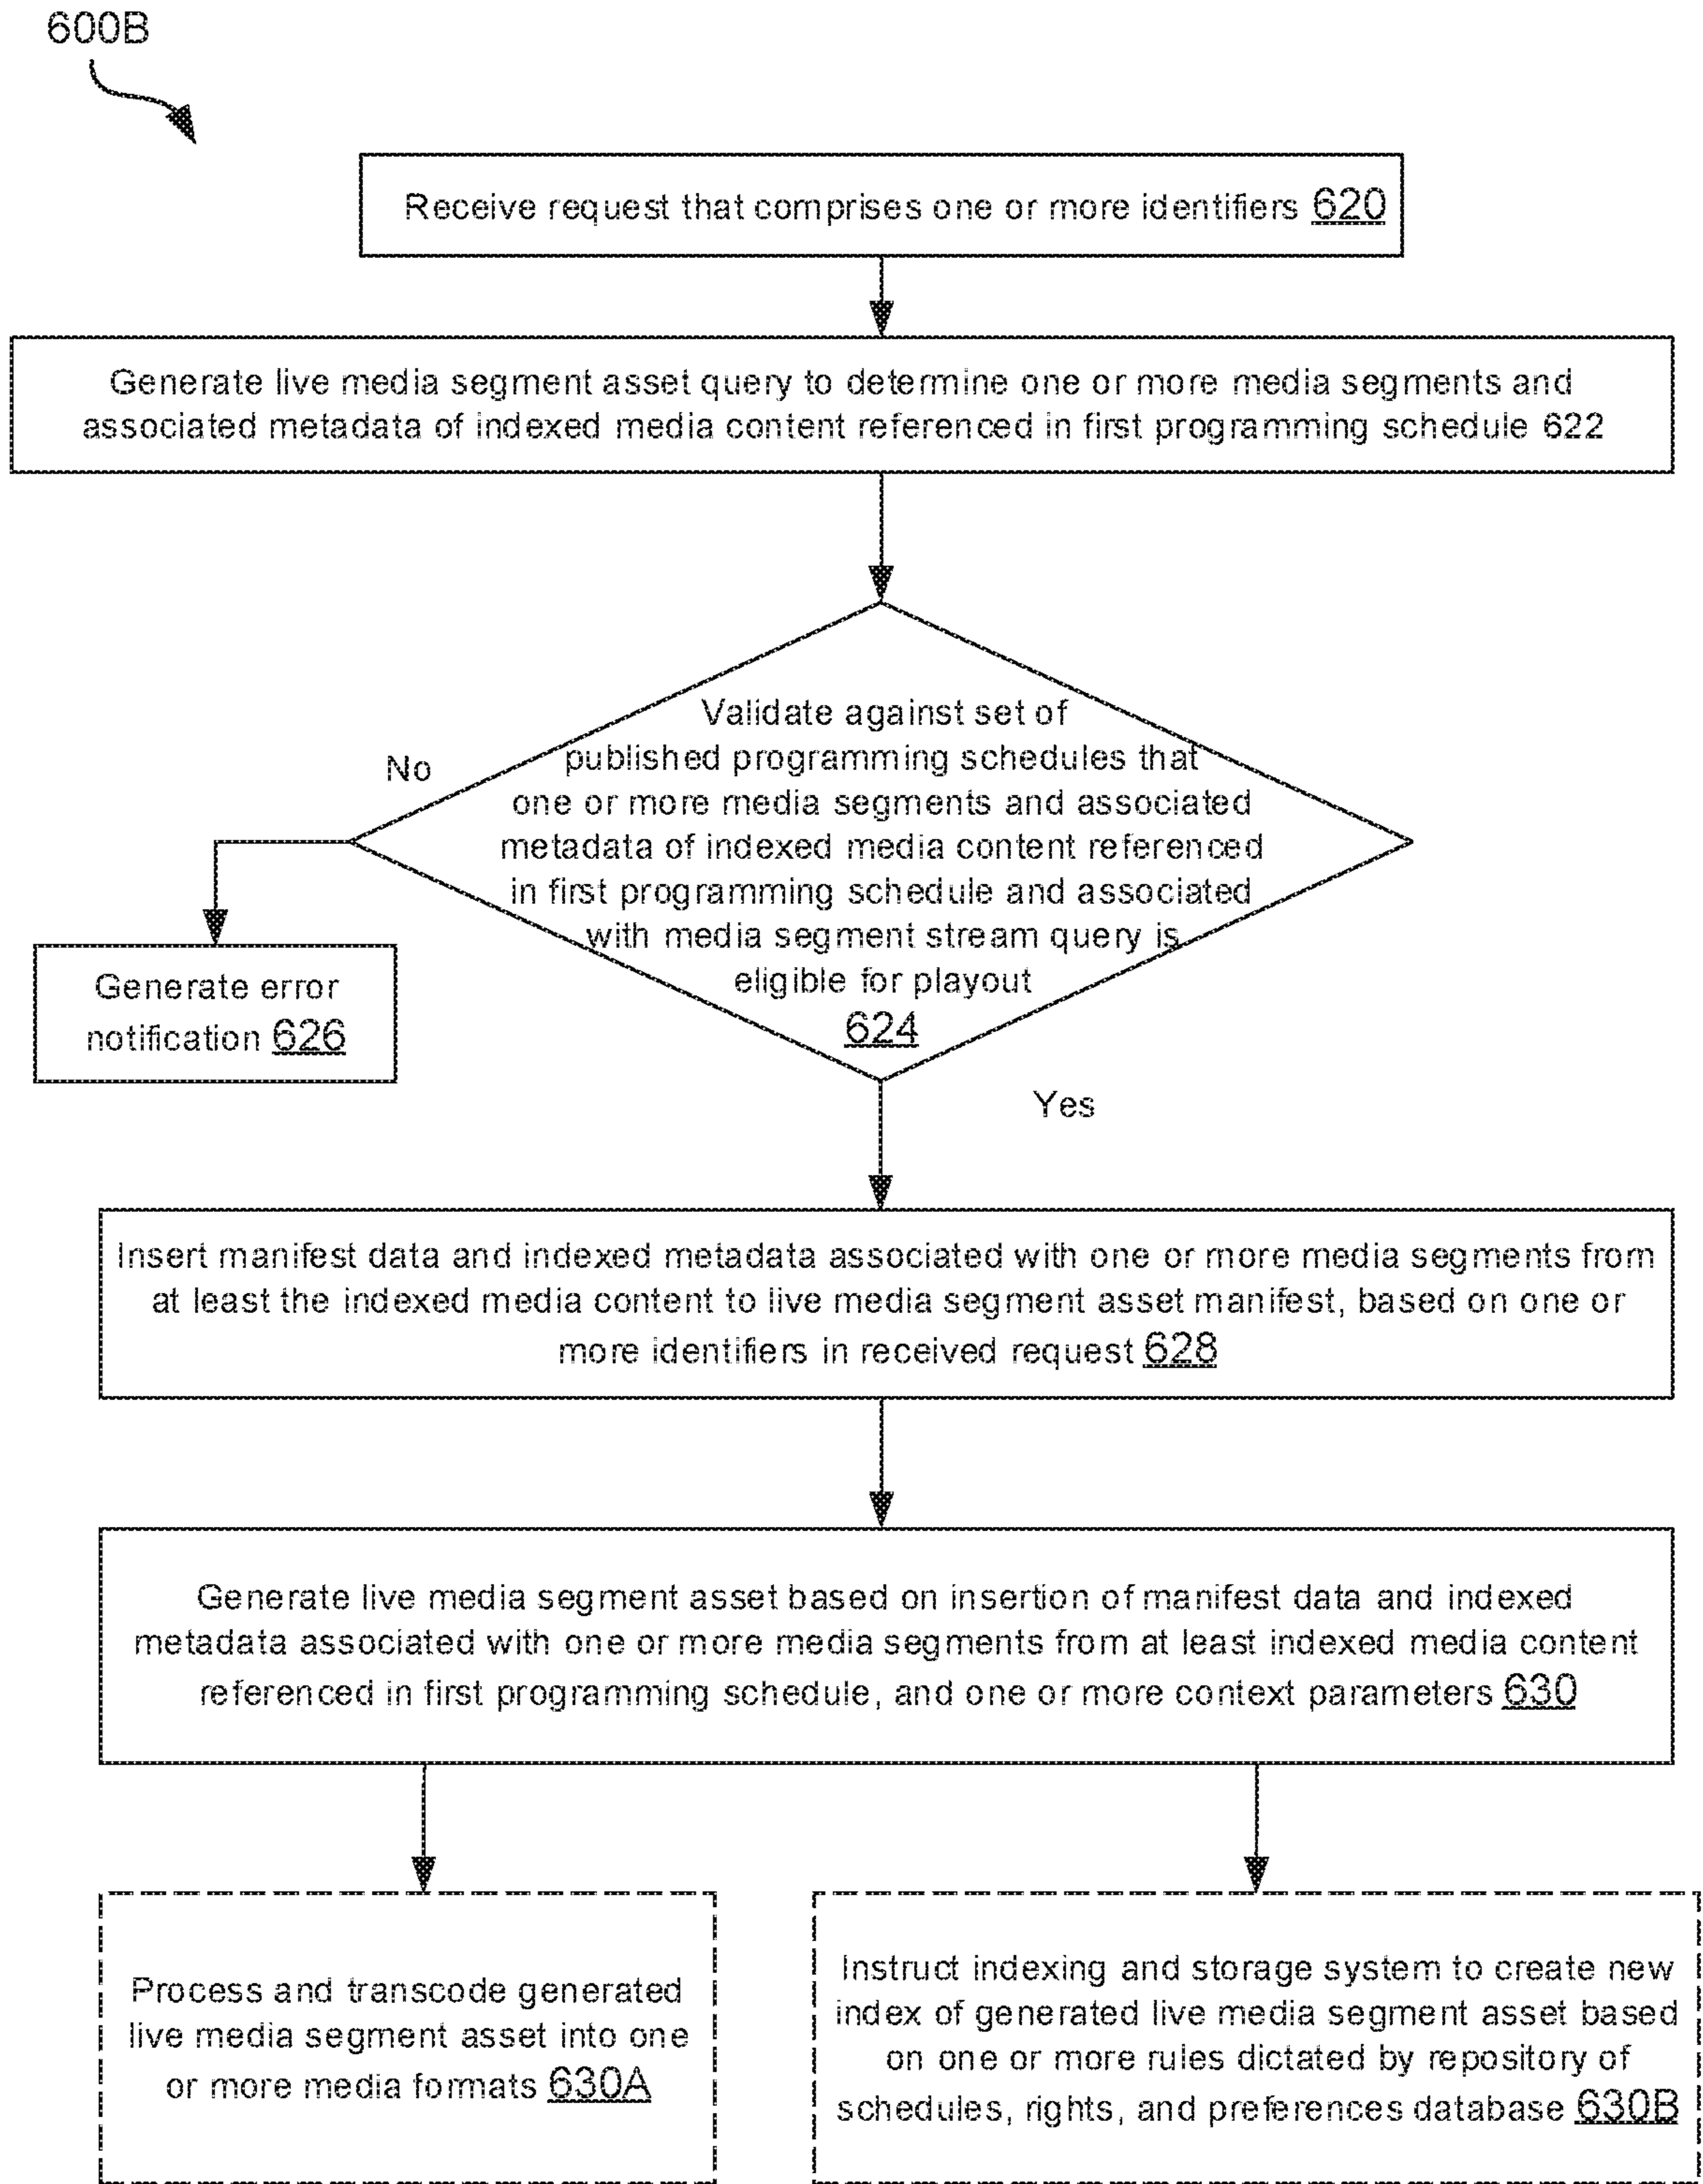 600B
Receive request that comprises one or more identifiers 620
Generate live media segment asset query to determine one or more media segments and
associated metadata of indexed media content referenced in first programming schedule 622
Validate against set of
published programming schedules that
one or more media segments and associated
metadata of indexed media content referenced
in first programming schedule and associated
with media segment stream query is
eligible for playout
624
No
Generate error
notification 626
Yes
Insert manifest data and indexed metadata associated with one or more media segments from
at least the indexed media content to live media segment asset manifest, based on one or
more identifiers in received request 628
Generate live media segment asset based on insertion of manifest data and indexed
metadata associated with one or more media segments from at least indexed media content
referenced in first programming schedule, and one or more context parameters 630
Process and transcode generated
live media segment asset into one
or more media formats 630A
Instruct indexing and storage system to create new
index of generated live media segment asset based
on one or more rules dictated by repository of
schedules, rights, and preferences database 630B